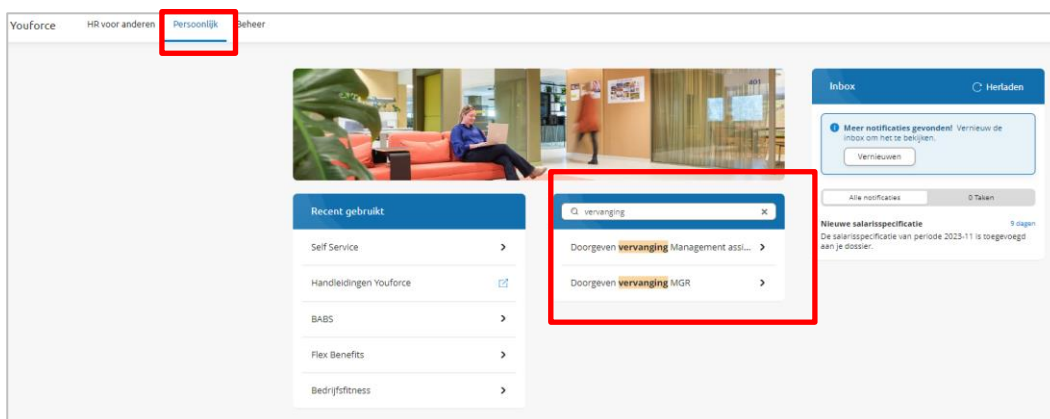 Youforce HR voor anderen Persoonlijk Beheer
401
Inbox Herladen
Meer notificaties gevonden! Vernieuw de
inbox om het te bekijken.
Vernieuwen
Alle notificaties 0 Taken
Nieuwe salarisspecificatie 9 dagen
De salarisspecificatie van periode 2023-11 is toegevoegd
aan je dossier.
Recent gebruikt
Self Service
Handleidingen Youforce
BABS
Flex Benefits
Bedrijfsfitness
vervanging
Doorgeven vervanging Management assi...
Doorgeven vervanging MGR